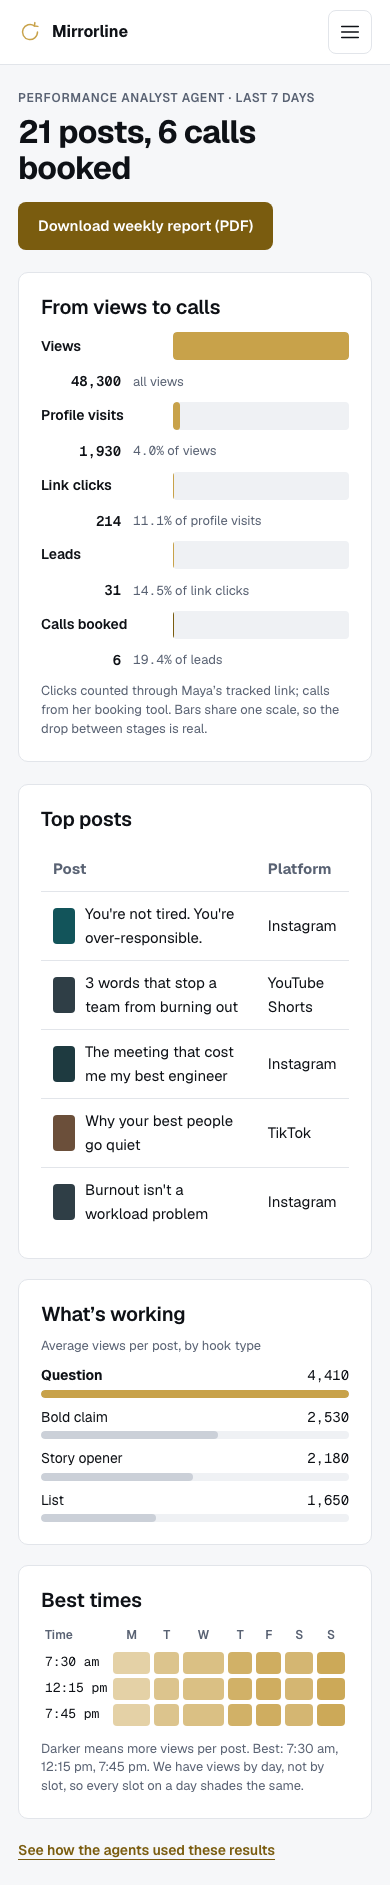 Mirrorline
PERFORMANCE ANALYST AGENT · LAST 7 DAYS
21 posts, 6 calls
booked
Download weekly report (PDF)
From views to calls
Views
48,300 all views
Profile visits
1,930 4.0% of views
Link clicks
214 11.1% of profile visits
Leads
31 14.5% of link clicks
Calls booked
6 19.4% of leads
Clicks counted through Maya’s tracked link; calls
from her booking tool. Bars share one scale, so the
drop between stages is real.
Top posts
Post Platform
You're not tired. You're
over-responsible.
Instagram
3 words that stop a
team from burning out
YouTube
Shorts
The meeting that cost
me my best engineer
Instagram
Why your best people
go quiet
TikTok
Burnout isn't a
workload problem
Instagram
What’s working
Average views per post, by hook type
Question 4,410
Bold claim 2,530
Story opener 2,180
List 1,650
Best times
Time M T W T F S S
7:30 am
12:15 pm
7:45 pm
Darker means more views per post. Best: 7:30 am,
12:15 pm, 7:45 pm. We have views by day, not by
slot, so every slot on a day shades the same.
See how the agents used these results